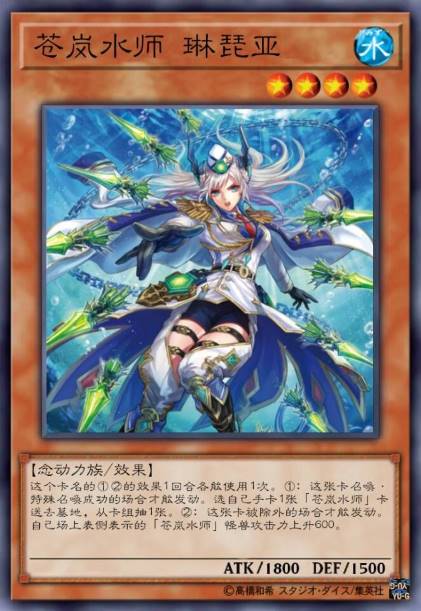 苍岚水师 琳琵亚
水
【念动力族/效果】
这个卡名的①②的效果1回合各能使用1次。①：这张卡召唤·
特殊召唤成功的场合才能发动。选自己手卡1张「苍岚水师」卡
送去墓地，从卡组抽1张。②：这张卡被除外的场合才能发动。
自己场上表侧表示的「苍岚水师」怪兽攻击力上升600。
ATK/1800 DEF/1500
©高橋和希 スタジオ・ダイス/集英社